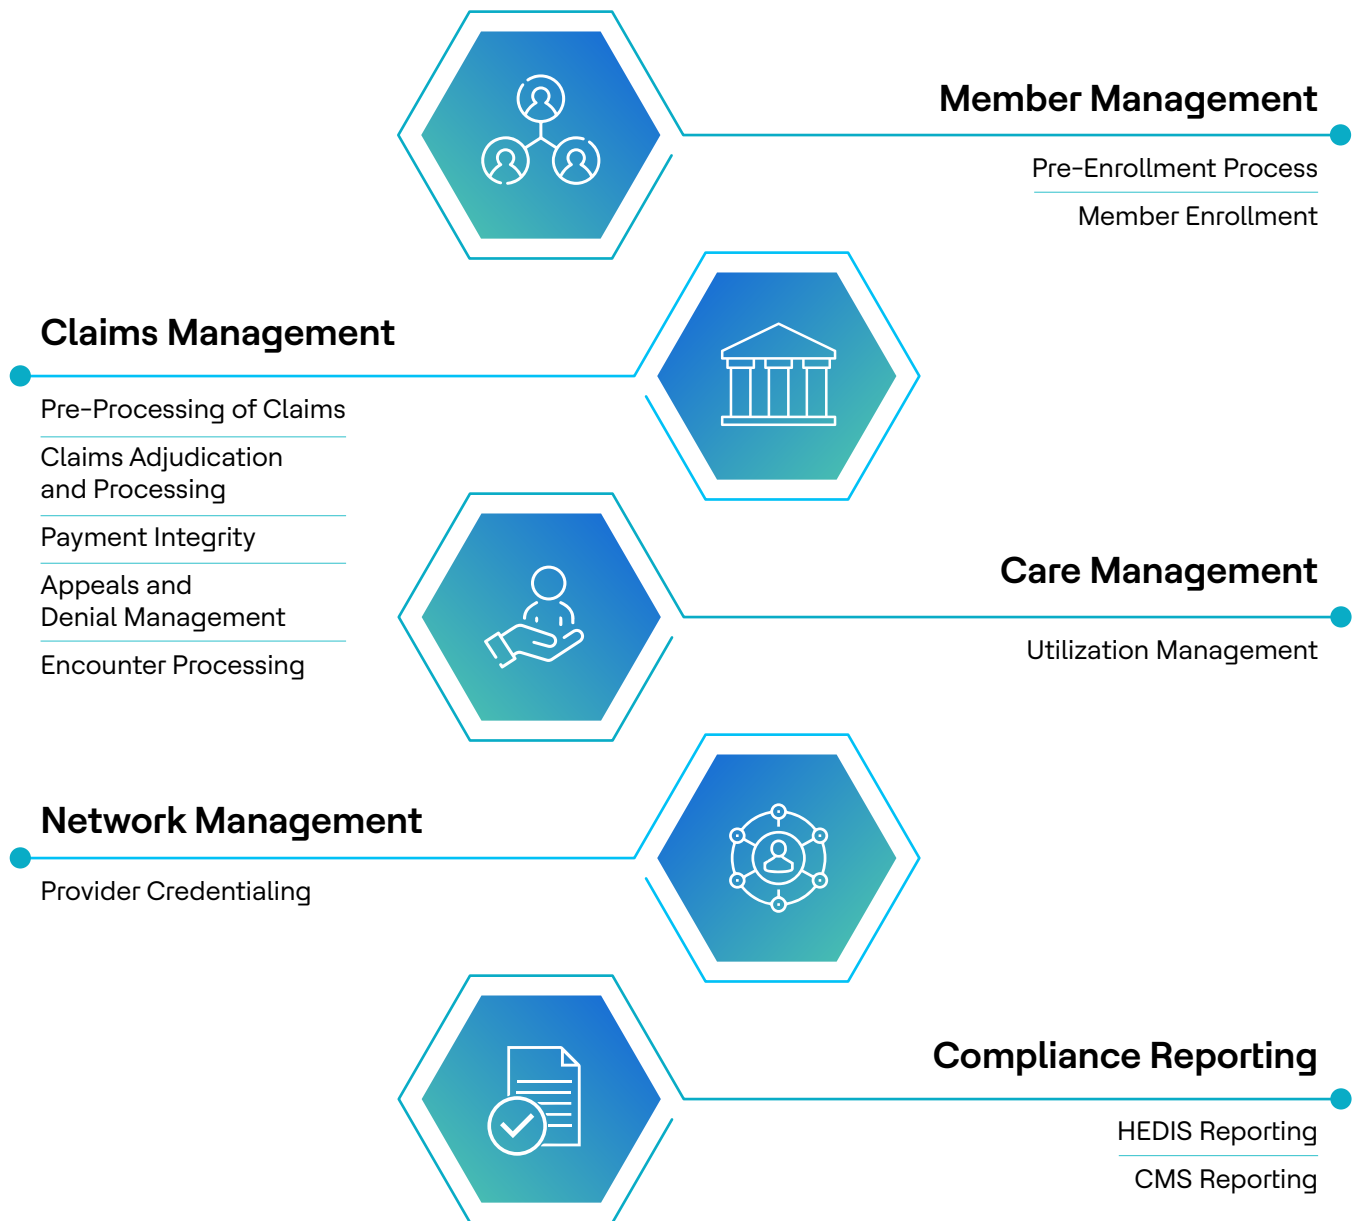 Member Management
Pre-Enrollment Process
Member Enrollment
Claims Management
Pre-Processing of Claims
Claims Adjudication
and Processing
Payment Integrity
Appeals and
Denial Management
Encounter Processing
Care Management
Utilization Management
Network Management
Provider Credentialing
Compliance Reporting
HEDIS Reporting
CMS Reporting